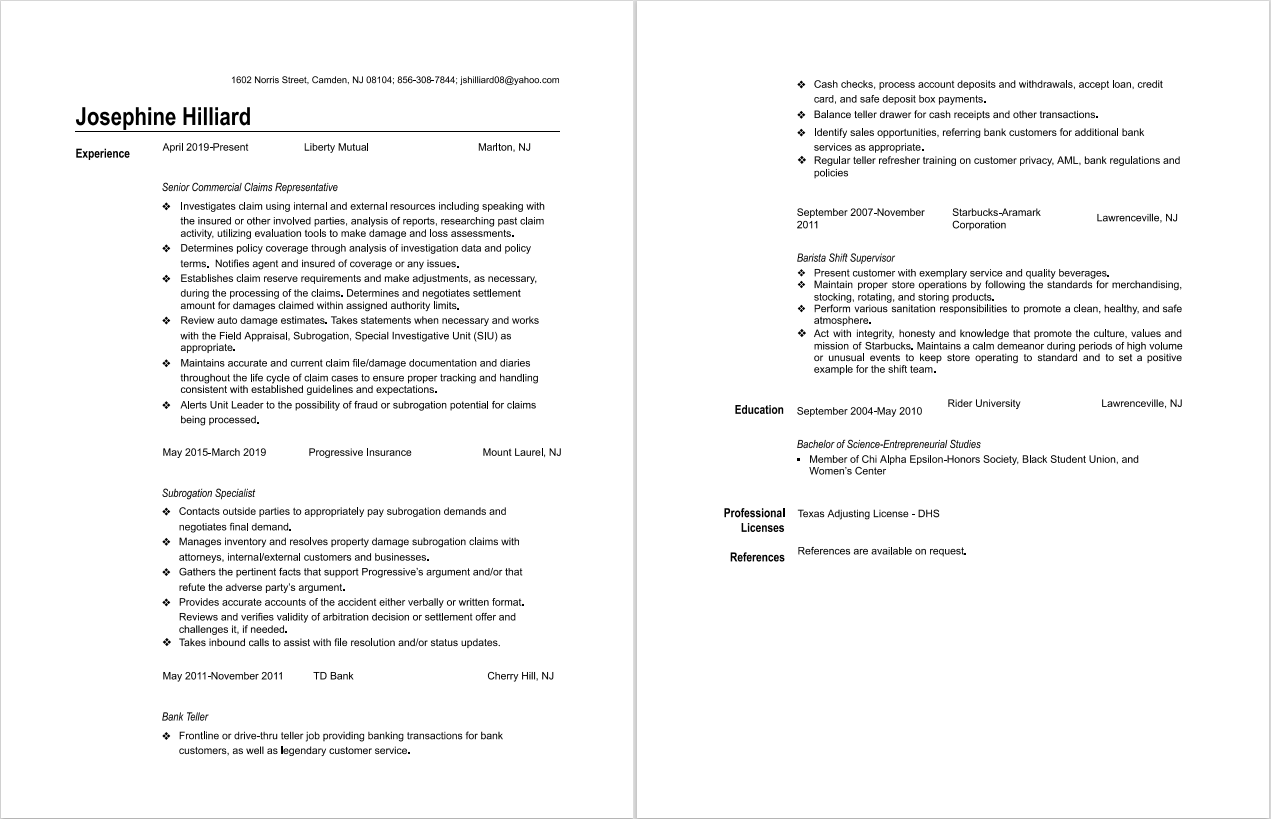 1602 Norris Street, Camden, NJ 08104; 856-308-7844; jshilliard08@yahoo.com
Josephine Hilliard
Experience
April 2019-Present Liberty Mutual Marlton, NJ
Senior Commercial Claims Representative
❖ Investigates claim using internal and external resources including speaking with
the insured or other involved parties, analysis of reports, researching past claim
activity, utilizing evaluation tools to make damage and loss assessments.
❖ Determines policy coverage through analysis of investigation data and policy
terms. Notifies agent and insured of coverage or any issues.
❖ Establishes claim reserve requirements and make adjustments, as necessary,
during the processing of the claims. Determines and negotiates settlement
amount for damages claimed within assigned authority limits.
❖ Review auto damage estimates. Takes statements when necessary and works
with the Field Appraisal, Subrogation, Special Investigative Unit (SIU) as
appropriate.
❖ Maintains accurate and current claim file/damage documentation and diaries
throughout the life cycle of claim cases to ensure proper tracking and handling
consistent with established guidelines and expectations.
❖ Alerts Unit Leader to the possibility of fraud or subrogation potential for claims
being processed.
May 2015-March 2019 Progressive Insurance Mount Laurel, NJ
Subrogation Specialist
❖ Contacts outside parties to appropriately pay subrogation demands and
negotiates final demand.
❖ Manages inventory and resolves property damage subrogation claims with
attorneys, internal/external customers and businesses.
❖ Gathers the pertinent facts that support Progressive's argument and/or that
refute the adverse party's argument.
❖ Provides accurate accounts of the accident either verbally or written format.
Reviews and verifies validity of arbitration decision or settlement offer and
challenges it, if needed.
❖ Takes inbound calls to assist with file resolution and/or status updates.
May 2011-November 2011 TD Bank Cherry Hill, NJ
Bank Teller
❖ Frontline or drive-thru teller job providing banking transactions for bank
customers, as well as legendary customer service.
❖ Cash checks, process account deposits and withdrawals, accept loan, credit
card, and safe deposit box payments.
❖ Balance teller drawer for cash receipts and other transactions.
❖ Identify sales opportunities, referring bank customers for additional bank
services as appropriate.
❖ Regular teller refresher training on customer privacy, AML, bank regulations and
policies
September 2007-November Starbucks-Aramark Lawrenceville, NJ
2011 Corporation
Barista Shift Supervisor
❖ Present customer with exemplary service and quality beverages.
❖ Maintain proper store operations by following the standards for merchandising,
stocking, rotating, and storing products.
❖ Perform various sanitation responsibilities to promote a clean, healthy, and safe
atmosphere.
❖ Act with integrity, honesty and knowledge that promote the culture, values and
mission of Starbucks. Maintains a calm demeanor during periods of high volume
or unusual events to keep store operating to standard and to set a positive
example for the shift team.
Education September 2004-May 2010 Rider University Lawrenceville, NJ
Bachelor of Science-Entrepreneurial Studies
▪ Member of Chi Alpha Epsilon-Honors Society, Black Student Union, and
Women's Center
Professional Texas Adjusting License - DHS
Licenses
References References are available on request.